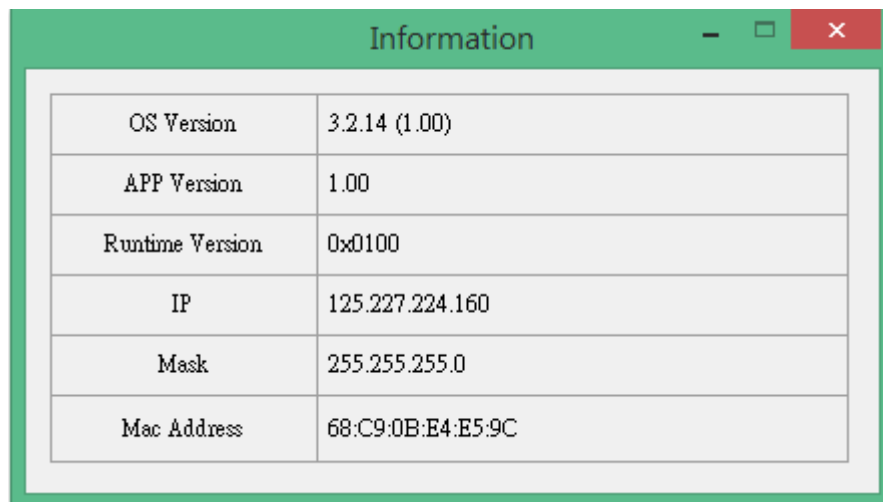 Information
OS Version 3.2.14 (1.00)
APP Version 1.00
Runtime Version 0x0100
IP 125.227.224.160
Mask 255.255.255.0
Mac Address 68:C9:0B:E4:E5:9C